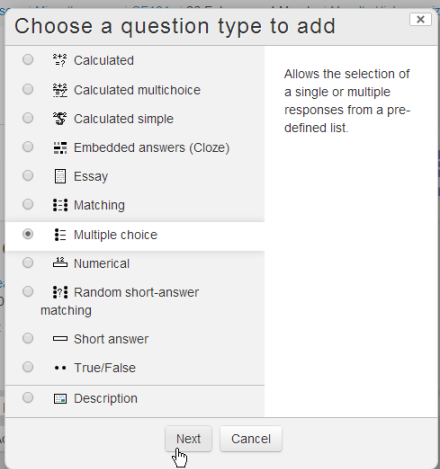 Choose a question type to add
Calculated
Calculated multichoice
Calculated simple
Embedded answers (Cloze)
Essay
Matching
Multiple choice
Numerical
Random short-answer
matching
Short answer
True/False
Description
Allows the selection of
a single or multiple
responses from a pre-
defined list.
Next
Cancel